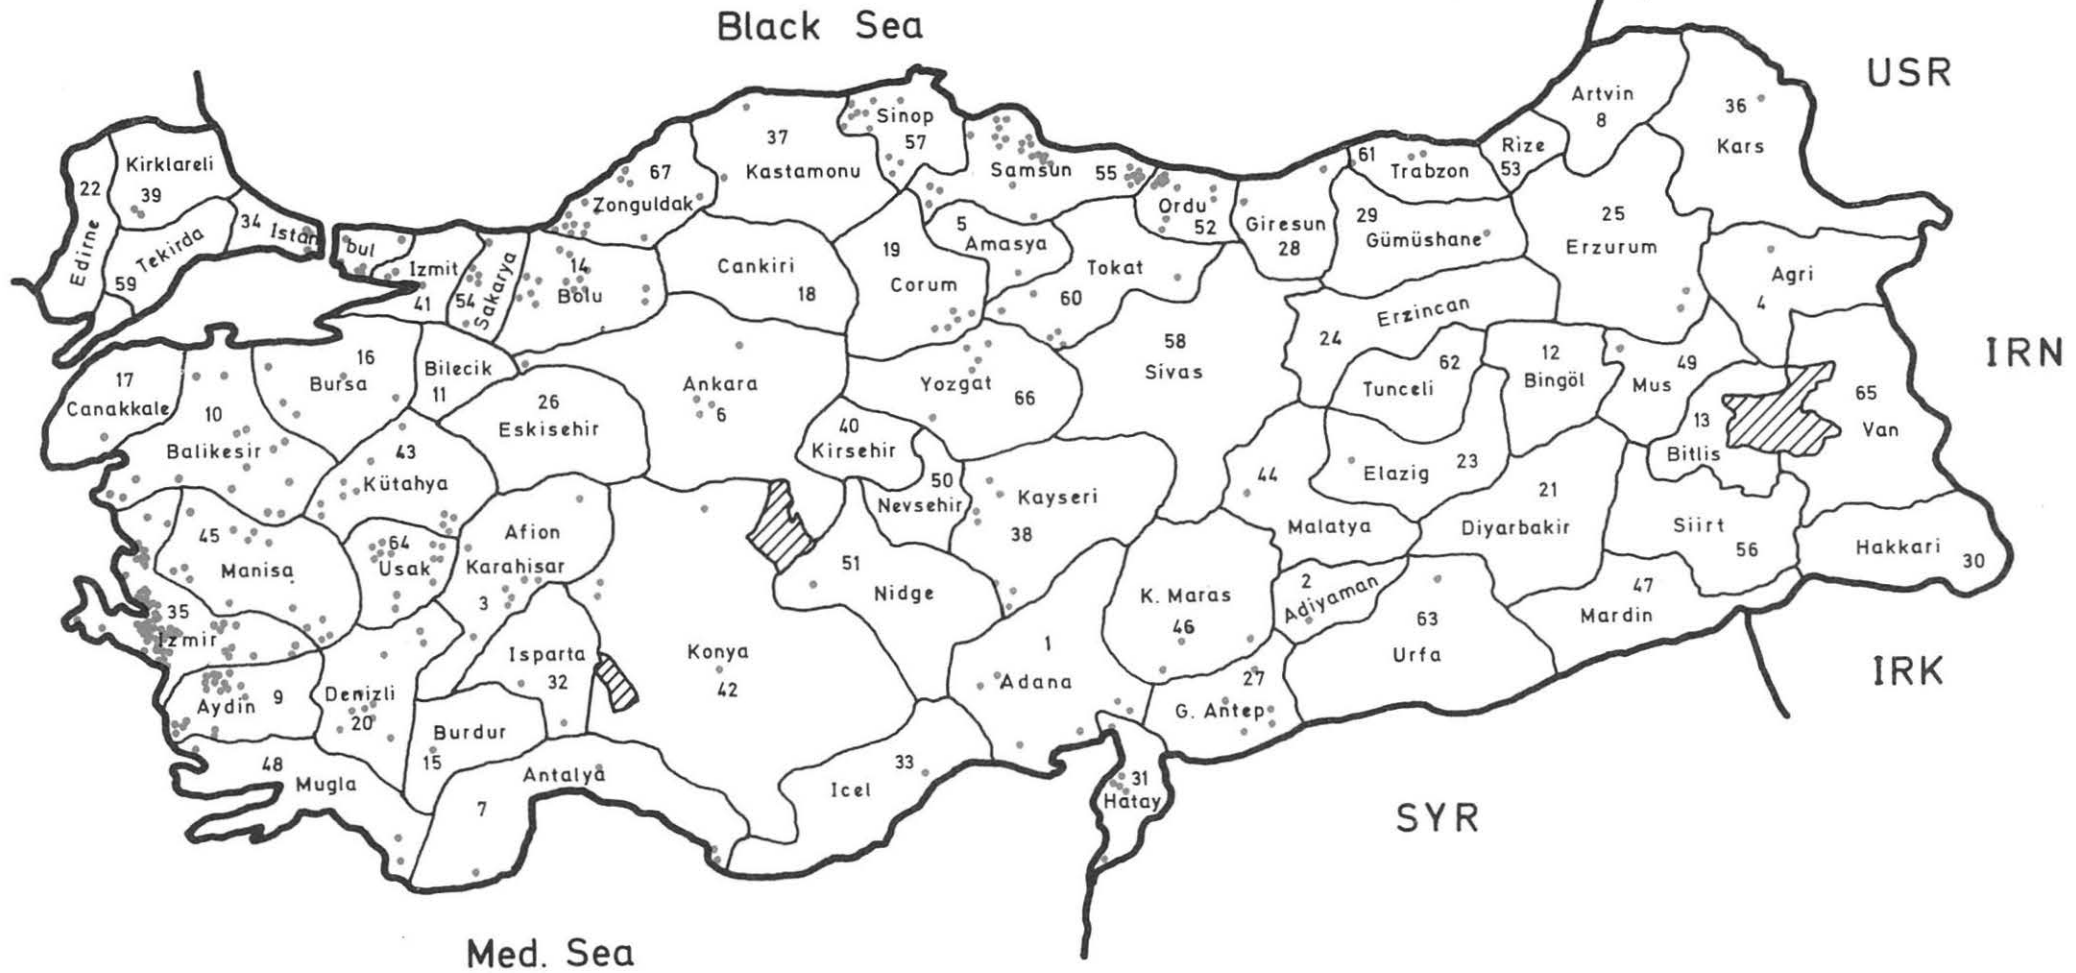 Black Sea
USR
Artvin
8
36
Kars
Sinop
57
37
Kastamonu
61
Trabzon
Rize
53
Samsun 55
67
Zonguldak
Kirklareli
39
22
Edirne
34 Istan
bul
Tekirda
59
Izmit
41
54
Sakarya
14
Bolu
Cankiri
18
19
Corum
5
Amasya
Tokat
60
Ordu
52
Giresun
28
29
Gümüshane
25
Erzurum
Agri
4
IRN
Erzincan
24
58
Sivas
62
Tunceli
12
Bingöl
49
Mus
13
Bitlis
65
Van
17
Canakkale
10
Balikesir
16
Bursa
Bilecik
11
26
Eskisehir
Ankara
6
Yozgat
66
40
Kirsehir
50
Nevsehir
Kayseri
38
43
Kütahya
44
Malatya
Elazig 23
21
Diyarbakir
Siirt
56
Hakkari
30
45
Manisa
64
Usak
Afion
Karahisar
3
51
Nidge
K. Maras
46
2
Adiyaman
47
Mardin
63
Urfa
35
Izmir
Isparta
32
Konya
42
1
Adana
27
G. Antep
IRK
Aydin 9
Denizli
20
Burdur
15
48
Mugla
Antalya
7
33
Icel
31
Hatay
SYR
Med. Sea